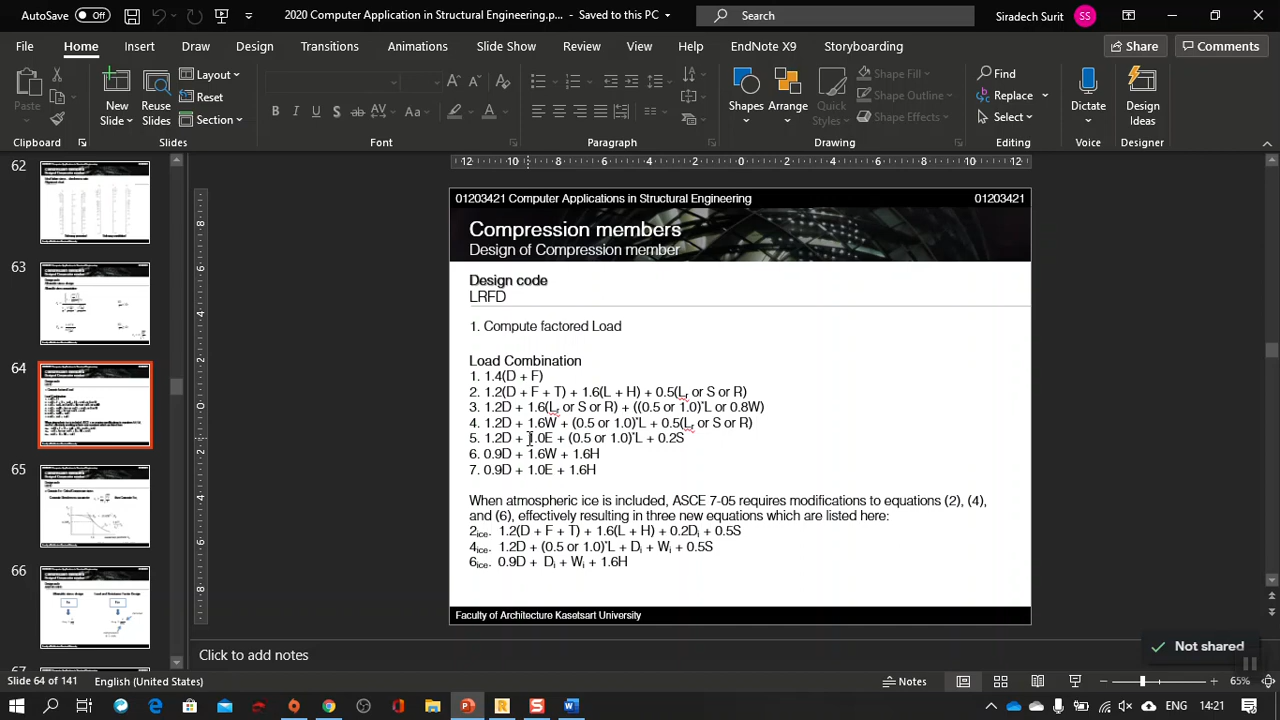 AutoSave Off 2020 Computer Application in Structural Engineering.p... - Saved to this PC Search Siradech Surit SS
File Home Insert Draw Design Transitions Animations Slide Show Review View Help EndNote X9 Storyboarding Share Comments
Paste New Slide Reuse Slides Layout Reset Section Shapes Arrange Quick Styles Shape Fill Shape Outline Shape Effects Find Replace Select Dictate Design Ideas
Clipboard Slides Font Paragraph Drawing Editing Voice Designer
62
63
64
65
66
67
12 8 4 2 0 4 6 8 10 12
01203421 Computer Applications in Structural Engineering 01203421
Compression members
Design of Compression member
Design code
LRFD
1. Compute factored Load
Load Combination
1. 1.4(D + F)
2. 1.2(D + F + T) + 1.6(L + H) + 0.5(Lr or S or R)
3. 1.2D + 1.6(Lr or S or R) + ((0.5 or 1.0)*L or 0.8W)
4. 1.2D + 1.6W + (0.5 or 1.0)*L + 0.5(Lr or S or R)
5. 1.2D + 1.0E + (0.5 or 1.0)*L + 0.2S
6. 0.9D + 1.6W + 1.6H
7. 0.9D + 1.0E + 1.6H
When atmospheric ice is included, ASCE 7-05 requires modifications to equations (2), (4),
and (6); effectively resulting in three new equations which are listed here:
1.2(D + F + T) + 1.6(L + H) + 0.2Di + 0.5S
1.2D + (0.5 or 1.0)*L + Di + Wi + 0.5S
0.9D + Di + Wi + 1.6H
Faculty of Architecture, Kasetsart University
Click to add notes
Not shared
Slide 64 of 141 English (United States) Notes 65%
ENG 14:21